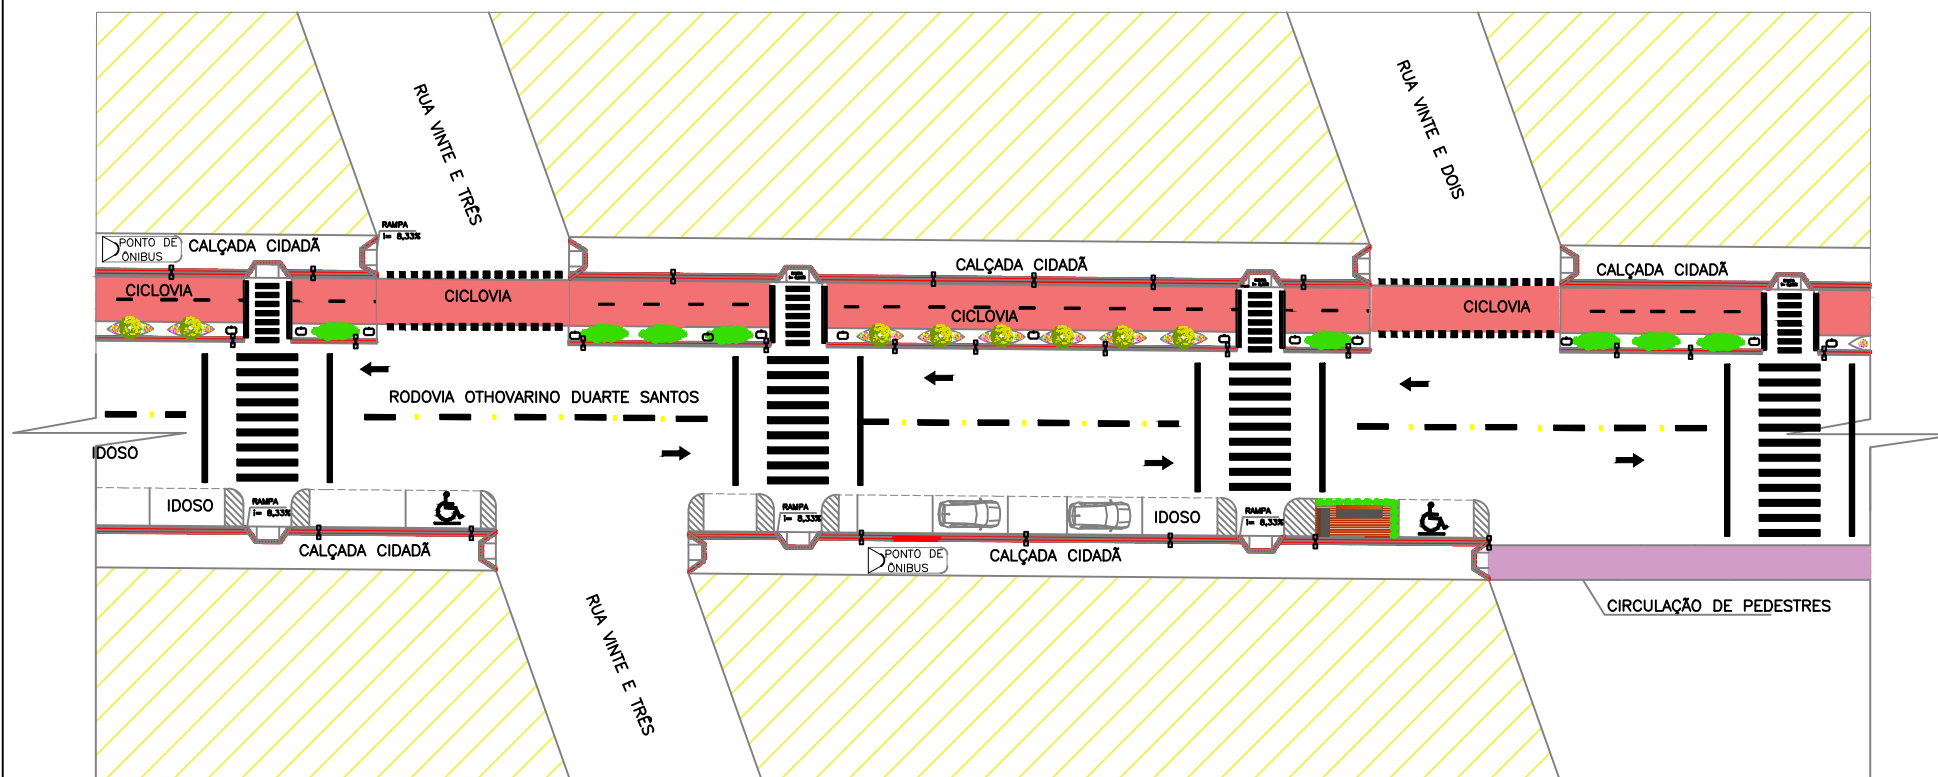 RUA VINTE E TRÊS
RUA VINTE E DOIS
RAMPA
i= 8,33%
PONTO DE
ÔNIBUS
CALÇADA CIDADÃ
CALÇADA CIDADÃ
CALÇADA CIDADÃ
CICLOVIA
CICLOVIA
CICLOVIA
CICLOVIA
RODOVIA OTHOVARINO DUARTE SANTOS
IDOSO
IDOSO
RAMPA
i= 8,33%
RAMPA
i= 8,33%
IDOSO
RAMPA
i= 8,33%
CALÇADA CIDADÃ
PONTO DE
ÔNIBUS
CALÇADA CIDADÃ
RUA VINTE E TRÊS
CIRCULAÇÃO DE PEDESTRES